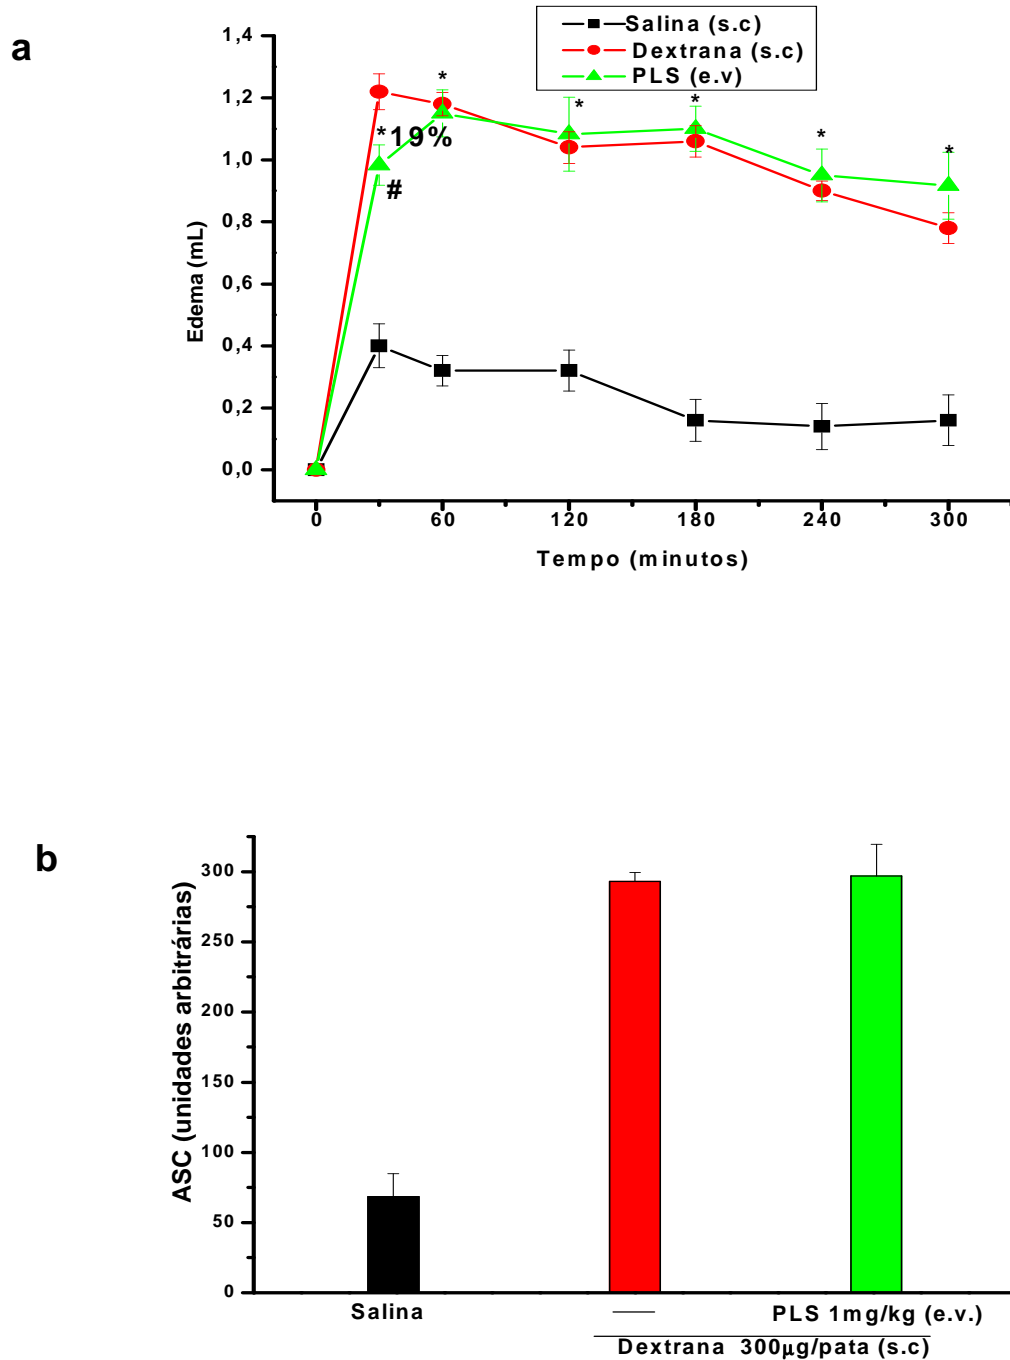 a
Salina (s.c)
Dextrana (s.c)
PLS (e.v)
1,4
1,2
1,0
0,8
0,6
0,4
0,2
0,0
Edema (mL)
*
*
*
*
*
*
*19%
#
0 60 120 180 240 300
Tempo (minutos)
b
300
250
200
150
100
50
0
ASC (unidades arbitrárias)
Salina
PLS 1mg/kg (e.v.)
Dextrana 300μg/pata (s.c)